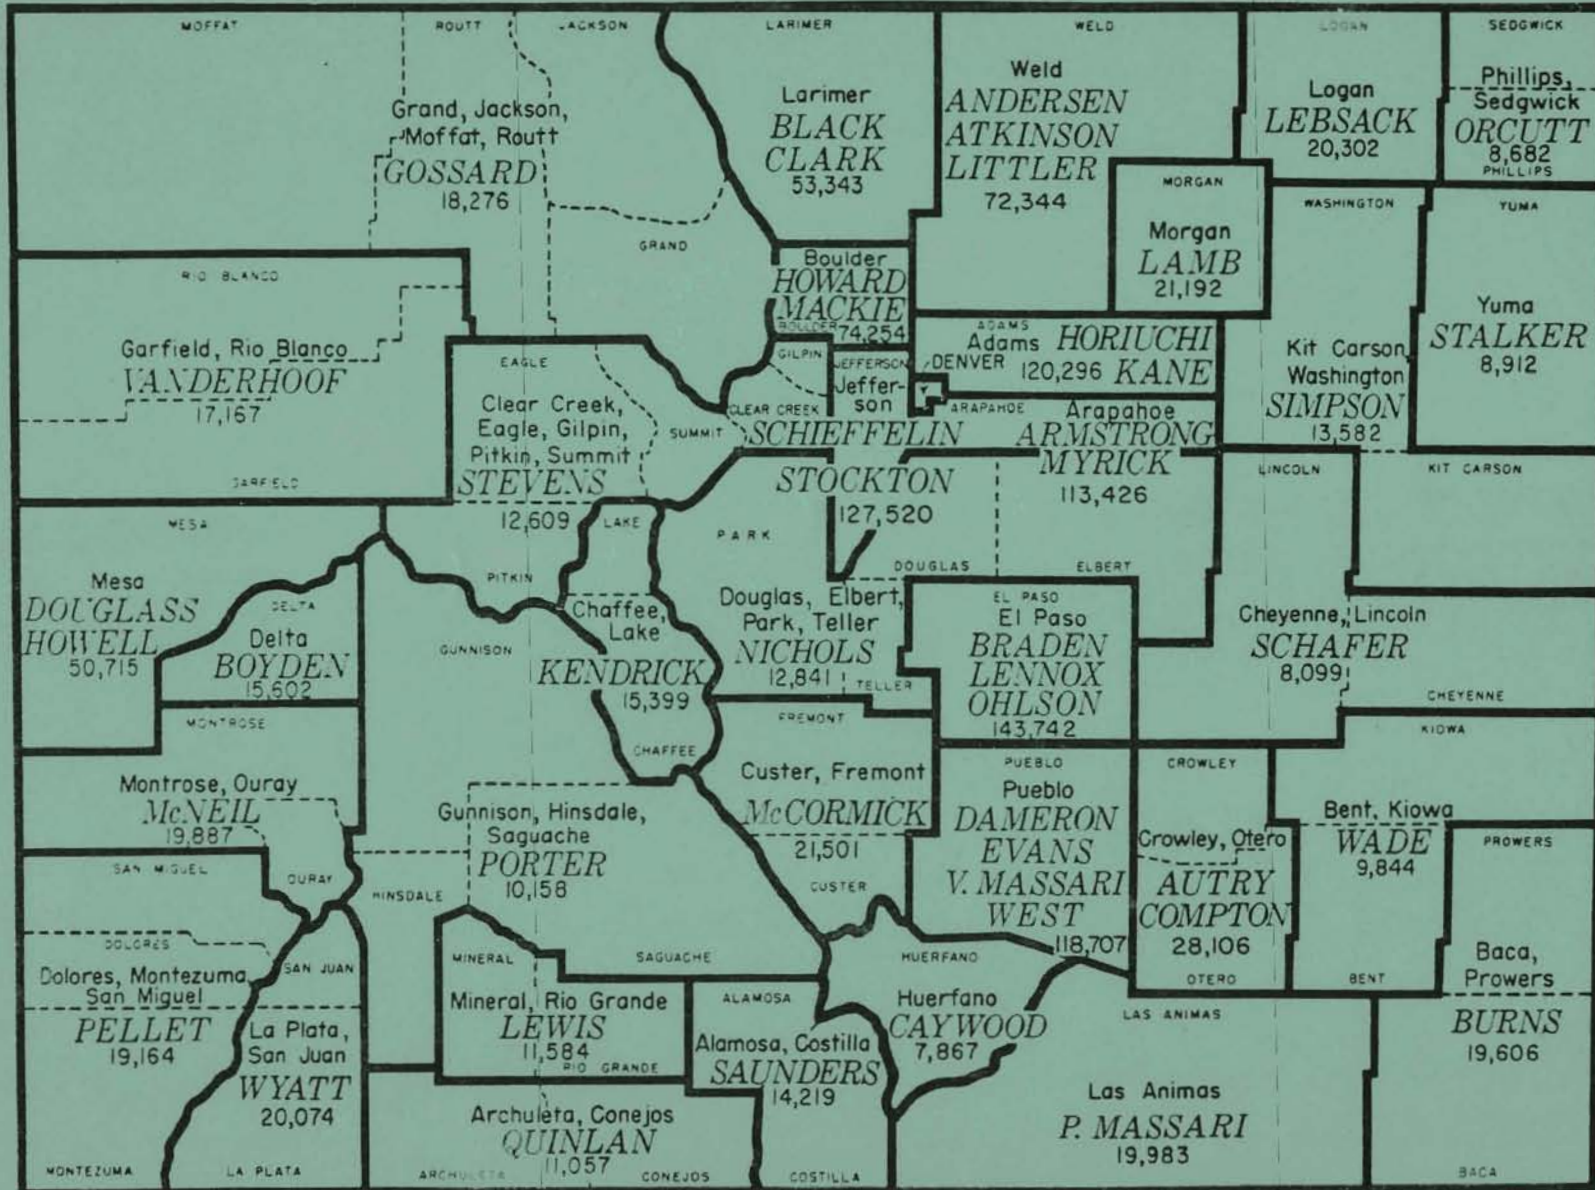 MOFFAT
ROUTT
JACKSON
LARIMER
WELD
LOGAN
SEDGWICK
Grand, Jackson,
Moffat, Routt
GOSSARD
18,276
GRAND
Larimer
BLACK
CLARK
53,343
Weld
ANDERSEN
ATKINSON
LITTLER
72,344
Logan
LEBSACK
20,302
Phillips,
Sedgwick
ORCUTT
8,682
PHILLIPS
MORGAN
Morgan
LAMB
21,192
WASHINGTON
YUMA
Yuma
STALKER
8,912
RIO BLANCO
Garfield, Rio Blanco
VANDERHOOF
17,167
GARFIELD
Boulder
HOWARD
MACKIE
BOULDER 74,254
ADAMS
Adams HORIUCHI
120,296 KANE
Kit Carson,
Washington
SIMPSON
13,582
KIT CARSON
EAGLE
Clear Creek,
Eagle, Gilpin,
Pitkin, Summit
STEVENS
12,609
SUMMIT
GILPIN
CLEAR CREEK
JEFFERSON
Jeffer-
son
SCHIEFFELIN
STOCKTON
127,520
DENVER
ARAPAHOE
Arapahoe
ARMSTRONG
MYRICK
113,426
LINCOLN
MESA
Mesa
DOUGLASS
HOWELL
50,715
DELTA
Delta
BOYDEN
15,602
PITKIN
GUNNISON
LAKE
Chaffee,
Lake
KENDRICK
15,399
CHAFFEE
PARK
DOUGLAS
ELBERT
Douglas, Elbert,
Park, Teller
NICHOLS
12,841
TELLER
EL PASO
El Paso
BRADEN
LENNOX
OHLSON
143,742
Cheyenne, Lincoln
SCHAFER
8,099
CHEYENNE
KIOWA
MONTROSE
Montrose, Ouray
McNEIL
19,887
OURAY
Gunnison, Hinsdale,
Saguache
PORTER
10,158
HINSDALE
SAGUACHE
FREMONT
Custer, Fremont
McCORMICK
21,501
CUSTER
PUEBLO
Pueblo
DAMERON
EVANS
V. MASSARI
WEST
118,707
CROWLEY
Crowley, Otero
AUTRY
COMPTON
28,106
OTERO
Bent, Kiowa
WADE
9,844
BENT
PROWERS
Baca,
Prowers
BURNS
19,606
BACA
SAN MIGUEL
DOLORES
Dolores, Montezuma,
San Miguel
PELLET
19,164
MONTEZUMA
SAN JUAN
La Plata,
San Juan
WYATT
20,074
LA PLATA
MINERAL
Mineral, Rio Grande
LEWIS
11,584
RIO GRANDE
Archuleta, Conejos
QUINLAN
11,057
ARCHULETA
CONEJOS
ALAMOSA
Alamosa, Costilla
SAUNDERS
14,219
COSTILLA
HUERFANO
Huerfano
CAYWOOD
7,867
LAS ANIMAS
Las Animas
P. MASSARI
19,983